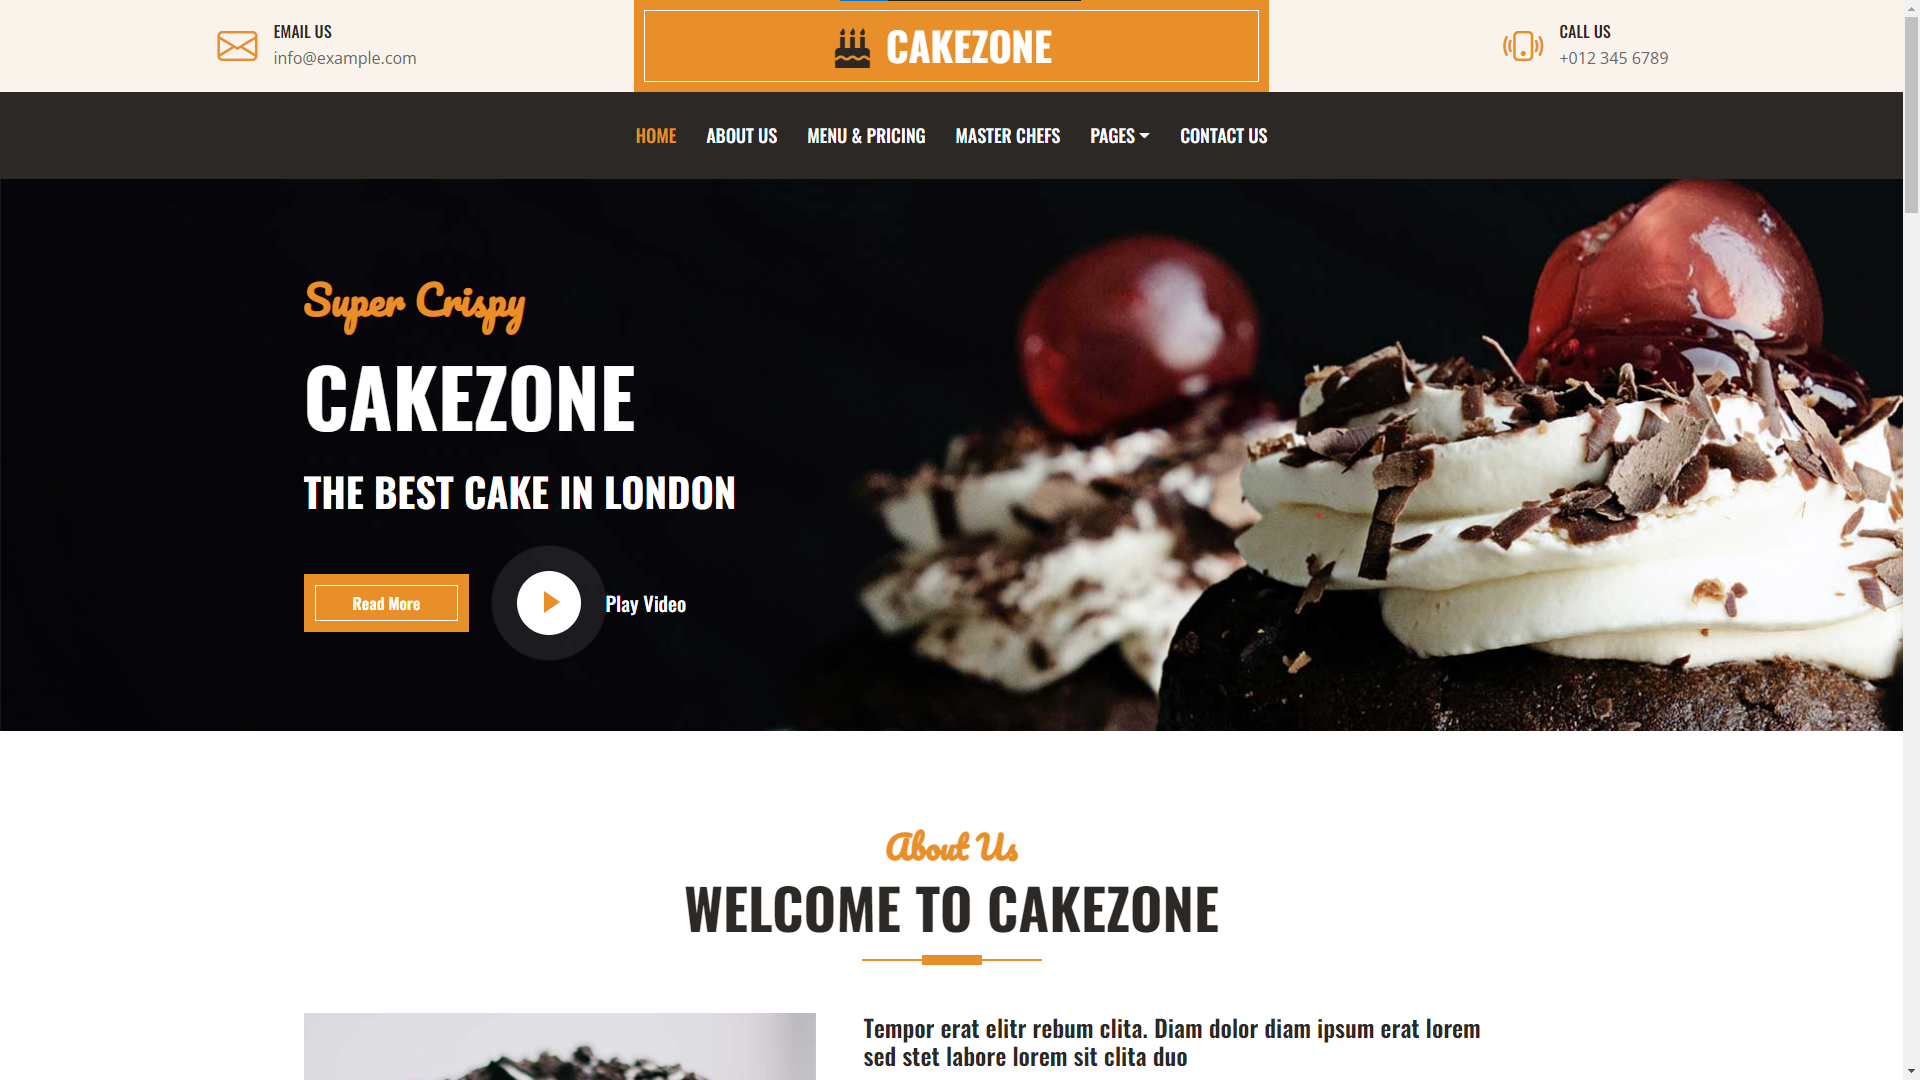 EMAIL US
info@example.com
CAKEZONE
CALL US
+012 345 6789
HOME
ABOUT US
MENU & PRICING
MASTER CHEFS
PAGES
CONTACT US
Super Crispy
CAKEZONE
THE BEST CAKE IN LONDON
Read More
Play Video
About Us
WELCOME TO CAKEZONE
Tempor erat elitr rebum clita. Diam dolor diam ipsum erat lorem
sed stet labore lorem sit clita duo